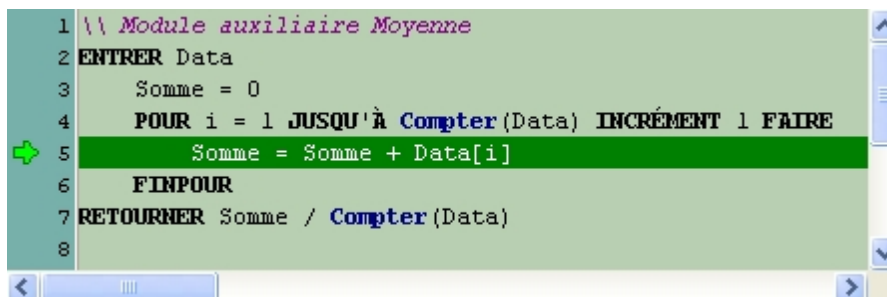 1 \\ Module auxiliaire Moyenne
2 ENTRER Data
3 Somme = 0
4 POUR i = 1 JUSQU'À Compter(Data) INCRÉMENT 1 FAIRE
5 Somme = Somme + Data[i]
6 FINPOUR
7 RETOURNER Somme / Compter(Data)
8